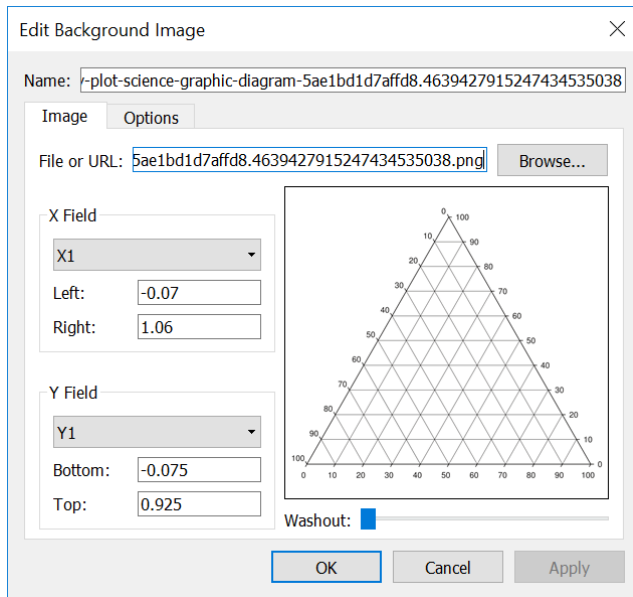 Edit Background Image
Name: y-plot-science-graphic-diagram-5ae1bd1d7affd8.4639427915247434535038
Image Options
File or URL: 5ae1bd1d7affd8.4639427915247434535038.png Browse...
X Field
X1
Left: -0.07
Right: 1.06
Y Field
Y1
Bottom: -0.075
Top: 0.925
0 100
10 90
20 80
30 70
40 60
50 50
60 40
70 30
80 20
90 10
100 0
0 10 20 30 40 50 60 70 80 90 100
Washout:
OK Cancel Apply